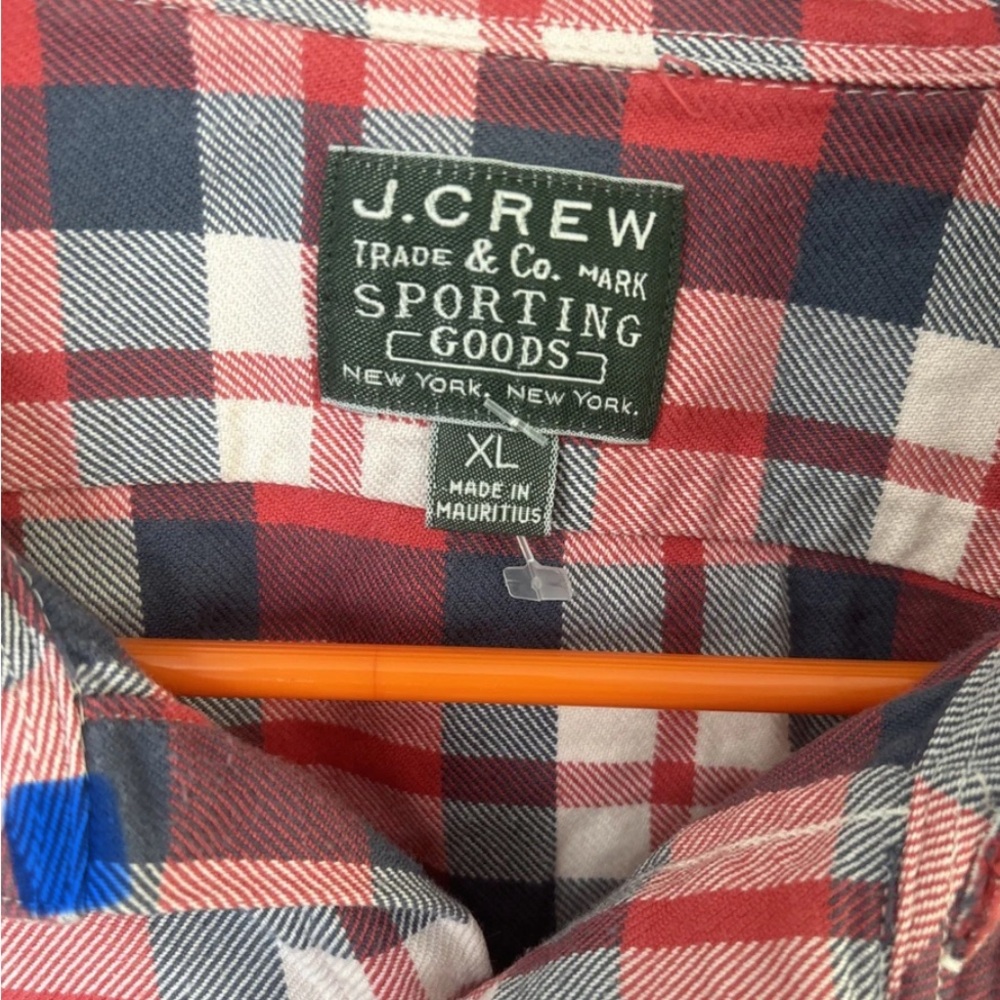 J.CREW
TRADE & Co. MARK
SPORTING
GOODS
NEW YORK, NEW YORK.
XL
MADE IN
MAURITIUS